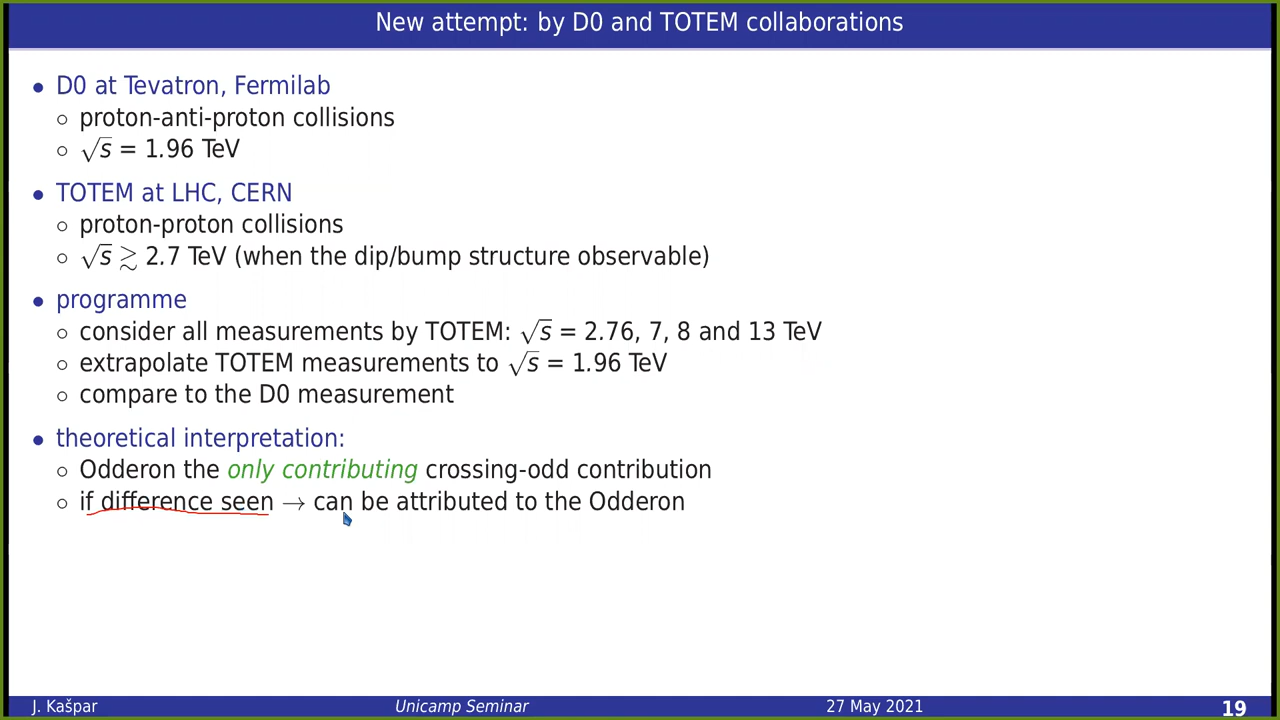 New attempt: by D0 and TOTEM collaborations
• D0 at Tevatron, Fermilab
◦ proton-anti-proton collisions
◦ √s = 1.96 TeV
• TOTEM at LHC, CERN
◦ proton-proton collisions
◦ √s ≳ 2.7 TeV (when the dip/bump structure observable)
• programme
◦ consider all measurements by TOTEM: √s = 2.76, 7, 8 and 13 TeV
◦ extrapolate TOTEM measurements to √s = 1.96 TeV
◦ compare to the D0 measurement
• theoretical interpretation:
◦ Odderon the only contributing crossing-odd contribution
◦ if difference seen → can be attributed to the Odderon
J. Kašpar Unicamp Seminar 27 May 2021 19